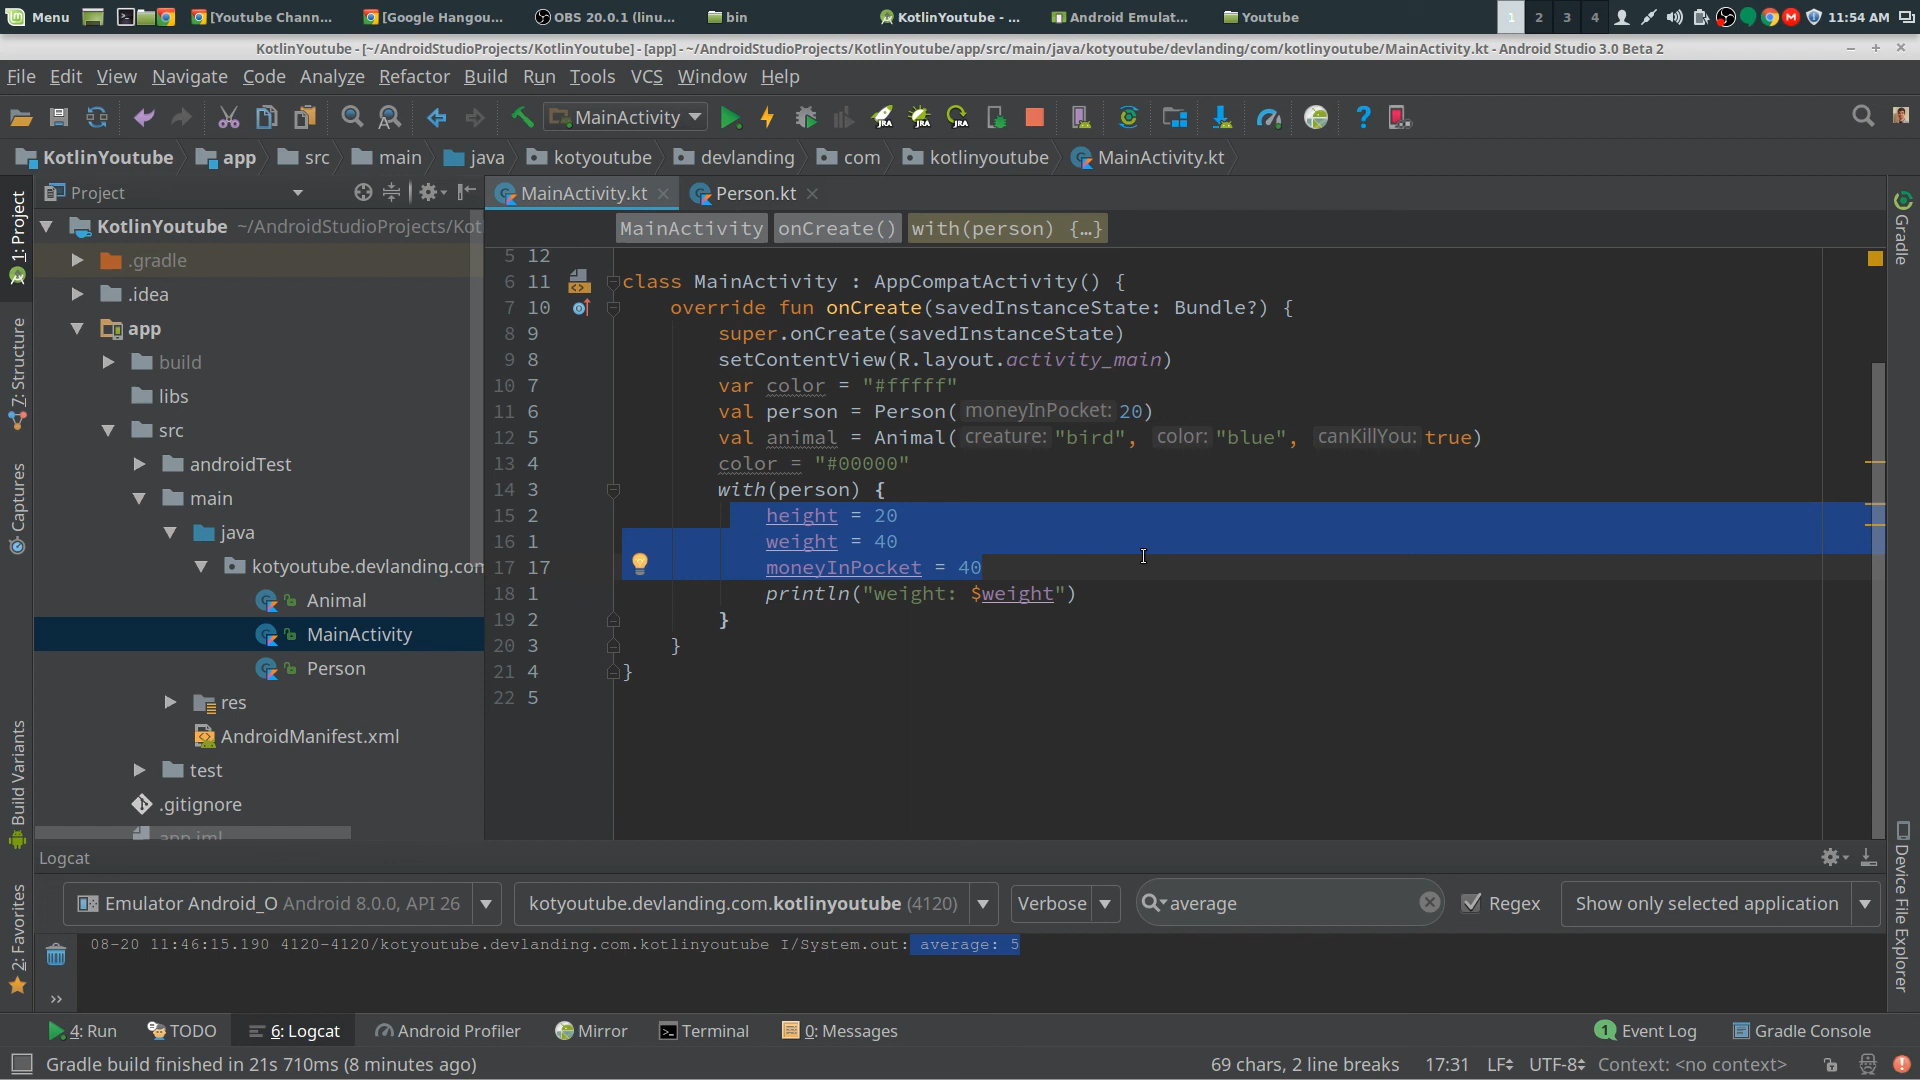 Menu
[Youtube Chann...
[Google Hangou...
OBS 20.0.1 (linu...
bin
KotlinYoutube - ...
Android Emulat...
Youtube
1 2 3 4
11:54 AM
KotlinYoutube - [~/AndroidStudioProjects/KotlinYoutube] - [app] - ~/AndroidStudioProjects/KotlinYoutube/app/src/main/java/kotyoutube/devlanding/com/kotlinyoutube/MainActivity.kt - Android Studio 3.0 Beta 2
File Edit View Navigate Code Analyze Refactor Build Run Tools VCS Window Help
MainActivity
JRA JRA JRA
KotlinYoutube app src main java kotyoutube devlanding com kotlinyoutube MainActivity.kt
Project
MainActivity.kt
Person.kt
MainActivity onCreate() with(person) {...}
1: Project
7: Structure
Captures
Build Variants
2: Favorites
KotlinYoutube ~/AndroidStudioProjects/Kot
.gradle
.idea
app
build
libs
src
androidTest
main
java
kotyoutube.devlanding.com
Animal
MainActivity
Person
res
AndroidManifest.xml
test
.gitignore
app.iml
5 12
6 11 class MainActivity : AppCompatActivity() {
7 10 override fun onCreate(savedInstanceState: Bundle?) {
8 9 super.onCreate(savedInstanceState)
9 8 setContentView(R.layout.activity_main)
10 7 var color = "#fffff"
11 6 val person = Person( moneyInPocket: 20)
12 5 val animal = Animal( creature: "bird", color: "blue", canKillYou: true)
13 4 color = "#00000"
14 3 with(person) {
15 2 height = 20
16 1 weight = 40
17 17 moneyInPocket = 40
18 1 println("weight: $weight")
19 2 }
20 3 }
21 4 }
22 5
Gradle
Device File Explorer
Logcat
Emulator Android_O Android 8.0.0, API 26
kotyoutube.devlanding.com.kotlinyoutube (4120)
Verbose
average
Regex
Show only selected application
08-20 11:46:15.190 4120-4120/kotyoutube.devlanding.com.kotlinyoutube I/System.out: average: 5
4: Run
TODO
6: Logcat
Android Profiler
Mirror
Terminal
0: Messages
1 Event Log
Gradle Console
Gradle build finished in 21s 710ms (8 minutes ago)
69 chars, 2 line breaks
17:31
LF
UTF-8
Context: <no context>